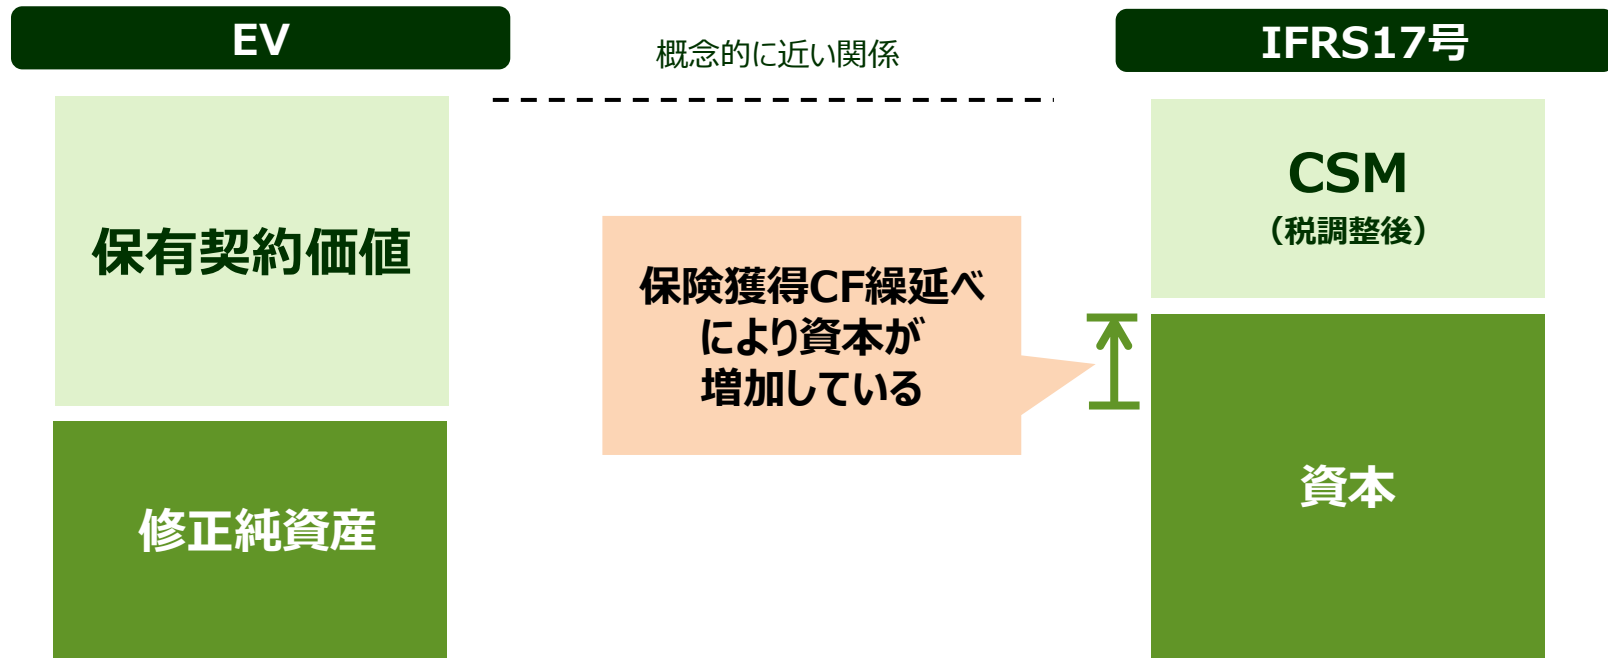 EV
概念的に近い関係
IFRS17号
保有契約価値
CSM
（税調整後）
保険獲得CF繰延べ
により資本が
増加している
修正純資産
資本